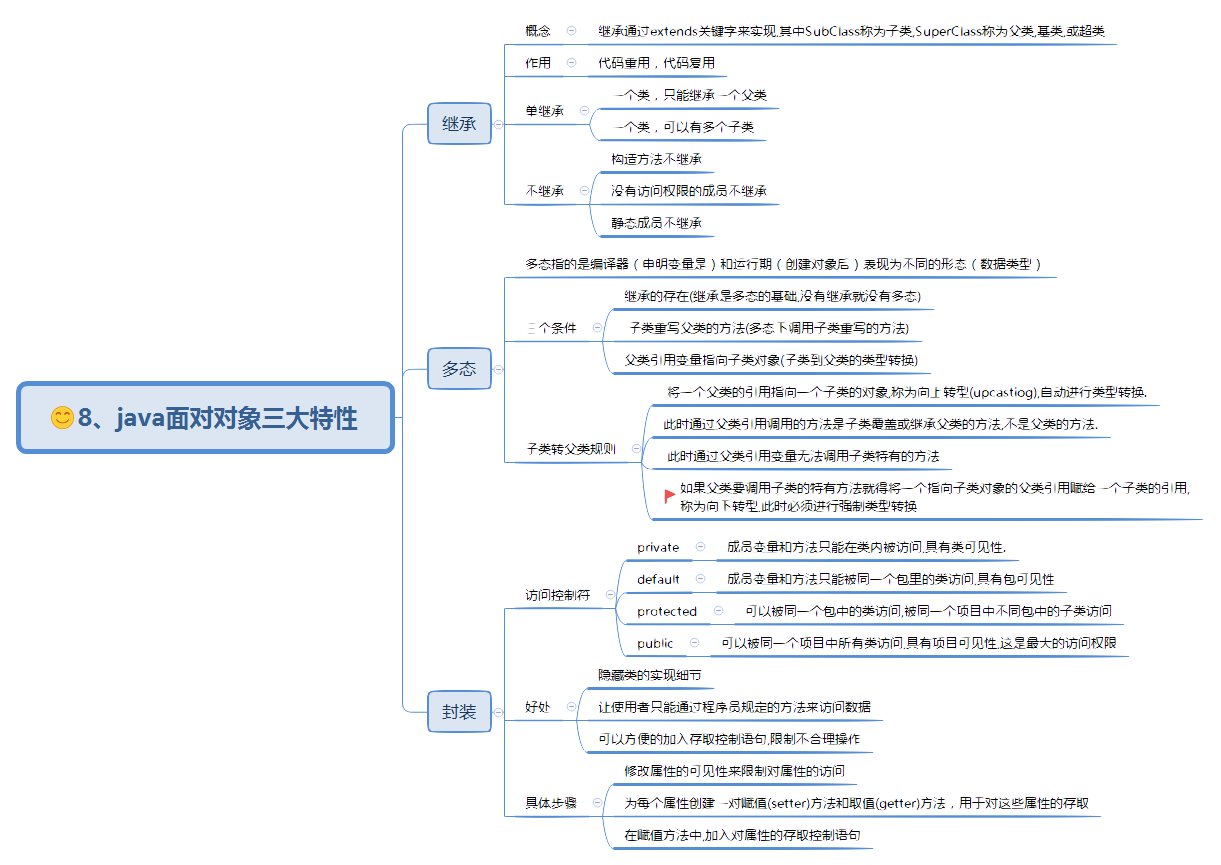 8、java面对对象三大特性
继承
概念
继承通过extends关键字来实现,其中SubClass称为子类,SuperClass称为父类,基类,或超类
作用
代码重用，代码复用
单继承
一个类，只能继承一个父类
一个类，可以有多个子类
不继承
构造方法不继承
没有访问权限的成员不继承
静态成员不继承
多态
多态指的是编译器（申明变量是）和运行期（创建对象后）表现为不同的形态（数据类型）
三个条件
继承的存在(继承是多态的基础,没有继承就没有多态)
子类重写父类的方法(多态下调用子类重写的方法)
父类引用变量指向子类对象(子类到父类的类型转换)
子类转父类规则
将一个父类的引用指向一个子类的对象,称为向上转型(upcastiog),自动进行类型转换.
此时通过父类引用调用的方法是子类覆盖或继承父类的方法,不是父类的方法.
此时通过父类引用变量无法调用子类特有的方法
如果父类要调用子类的特有方法就得将一个指向子类对象的父类引用赋给一个子类的引用,
称为向下转型,此时必须进行强制类型转换
封装
访问控制符
private
成员变量和方法只能在类内被访问,具有类可见性.
default
成员变量和方法只能被同一个包里的类访问,具有包可见性
protected
可以被同一个包中的类访问,被同一个项目中不同包中的子类访问
public
可以被同一个项目中所有类访问,具有项目可见性,这是最大的访问权限
好处
隐藏类的实现细节
让使用者只能通过程序员规定的方法来访问数据
可以方便的加入存取控制语句,限制不合理操作
具体步骤
修改属性的可见性来限制对属性的访问
为每个属性创建一对赋值(setter)方法和取值(getter)方法，用于对这些属性的存取
在赋值方法中,加入对属性的存取控制语句